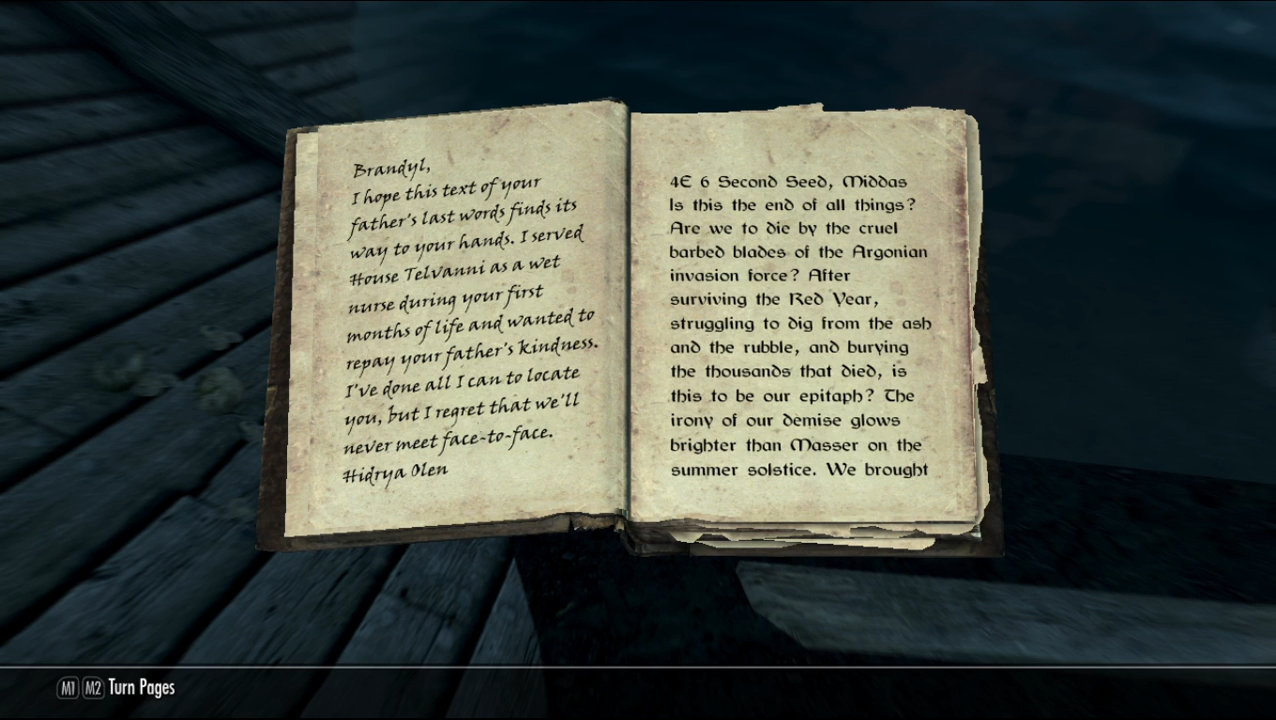 Brandyl,
I hope this text of your
father's last words finds its
way to your hands. I served
House Telvanni as a wet
nurse during your first
months of life and wanted to
repay your father's kindness.
I've done all I can to locate
you, but I regret that we'll
never meet face-to-face.
Hidrya Olen
4E 6 Second Seed, Middas
Is this the end of all things?
Are we to die by the cruel
barbed blades of the Argonian
invasion force? After
surviving the Red Year,
struggling to dig from the ash
and the rubble, and burying
the thousands that died, is
this to be our epitaph? The
irony of our demise glows
brighter than Masser on the
summer solstice. We brought
M1 M2 Turn Pages